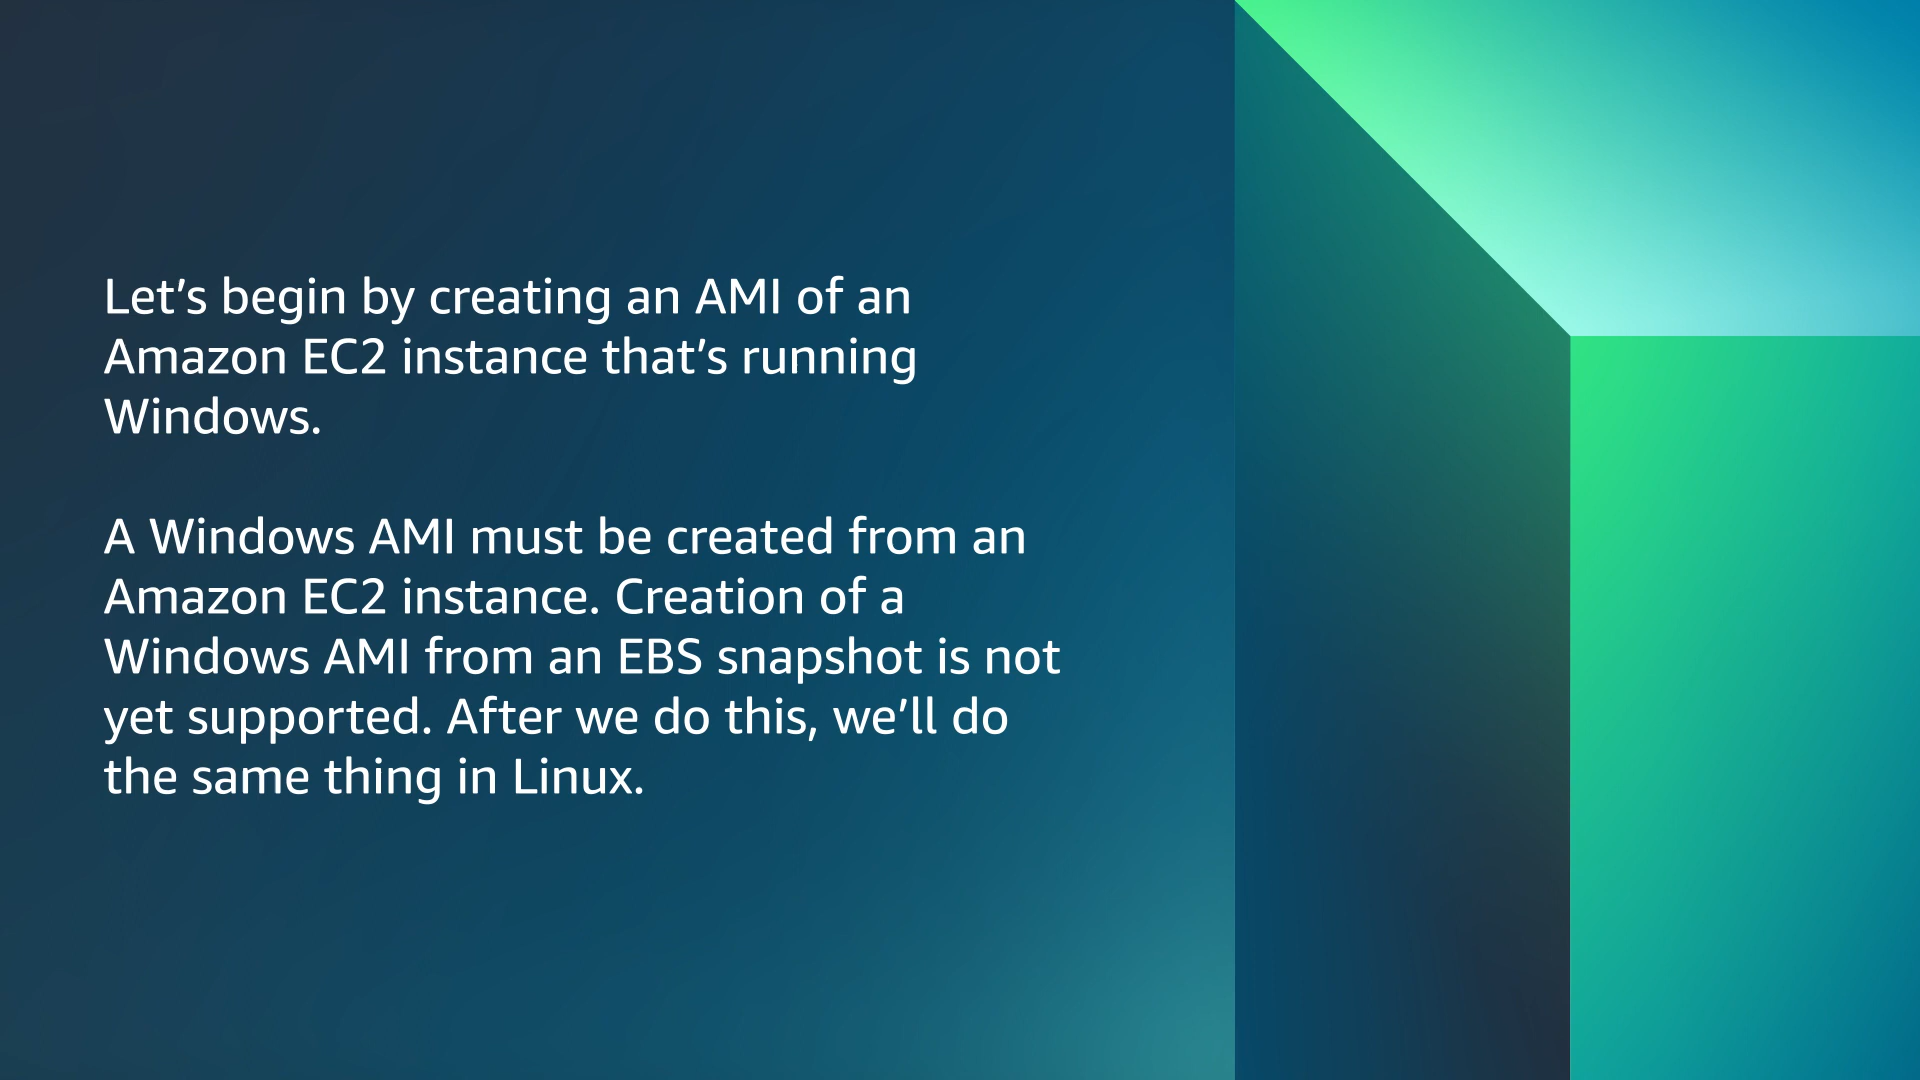 Let’s begin by creating an AMI of an
Amazon EC2 instance that’s running
Windows.
A Windows AMI must be created from an
Amazon EC2 instance. Creation of a
Windows AMI from an EBS snapshot is not
yet supported. After we do this, we’ll do
the same thing in Linux.